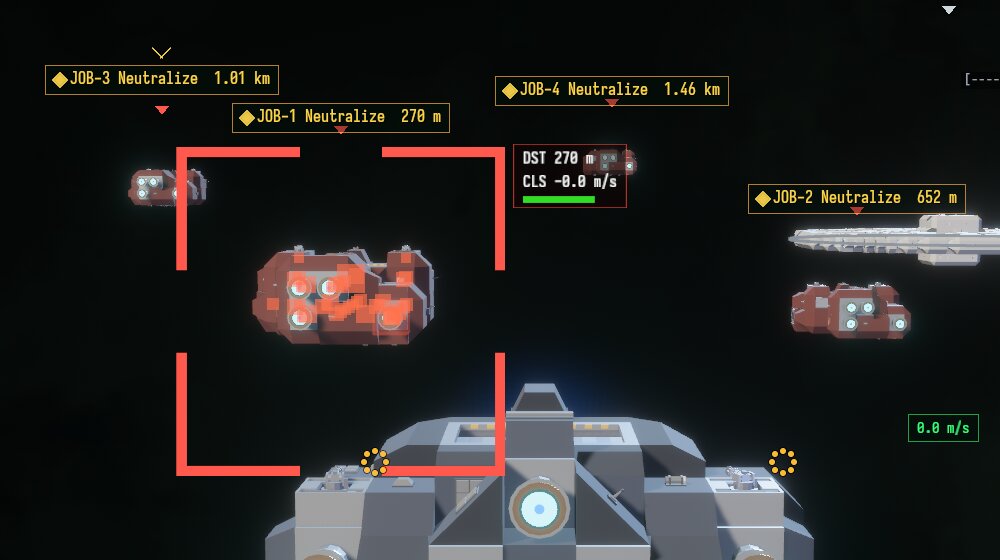 JOB-3 Neutralize 1.01 km
JOB-4 Neutralize 1.46 km
JOB-1 Neutralize 270 m
DST 270 m
CLS -0.0 m/s
JOB-2 Neutralize 652 m
0.0 m/s
[----